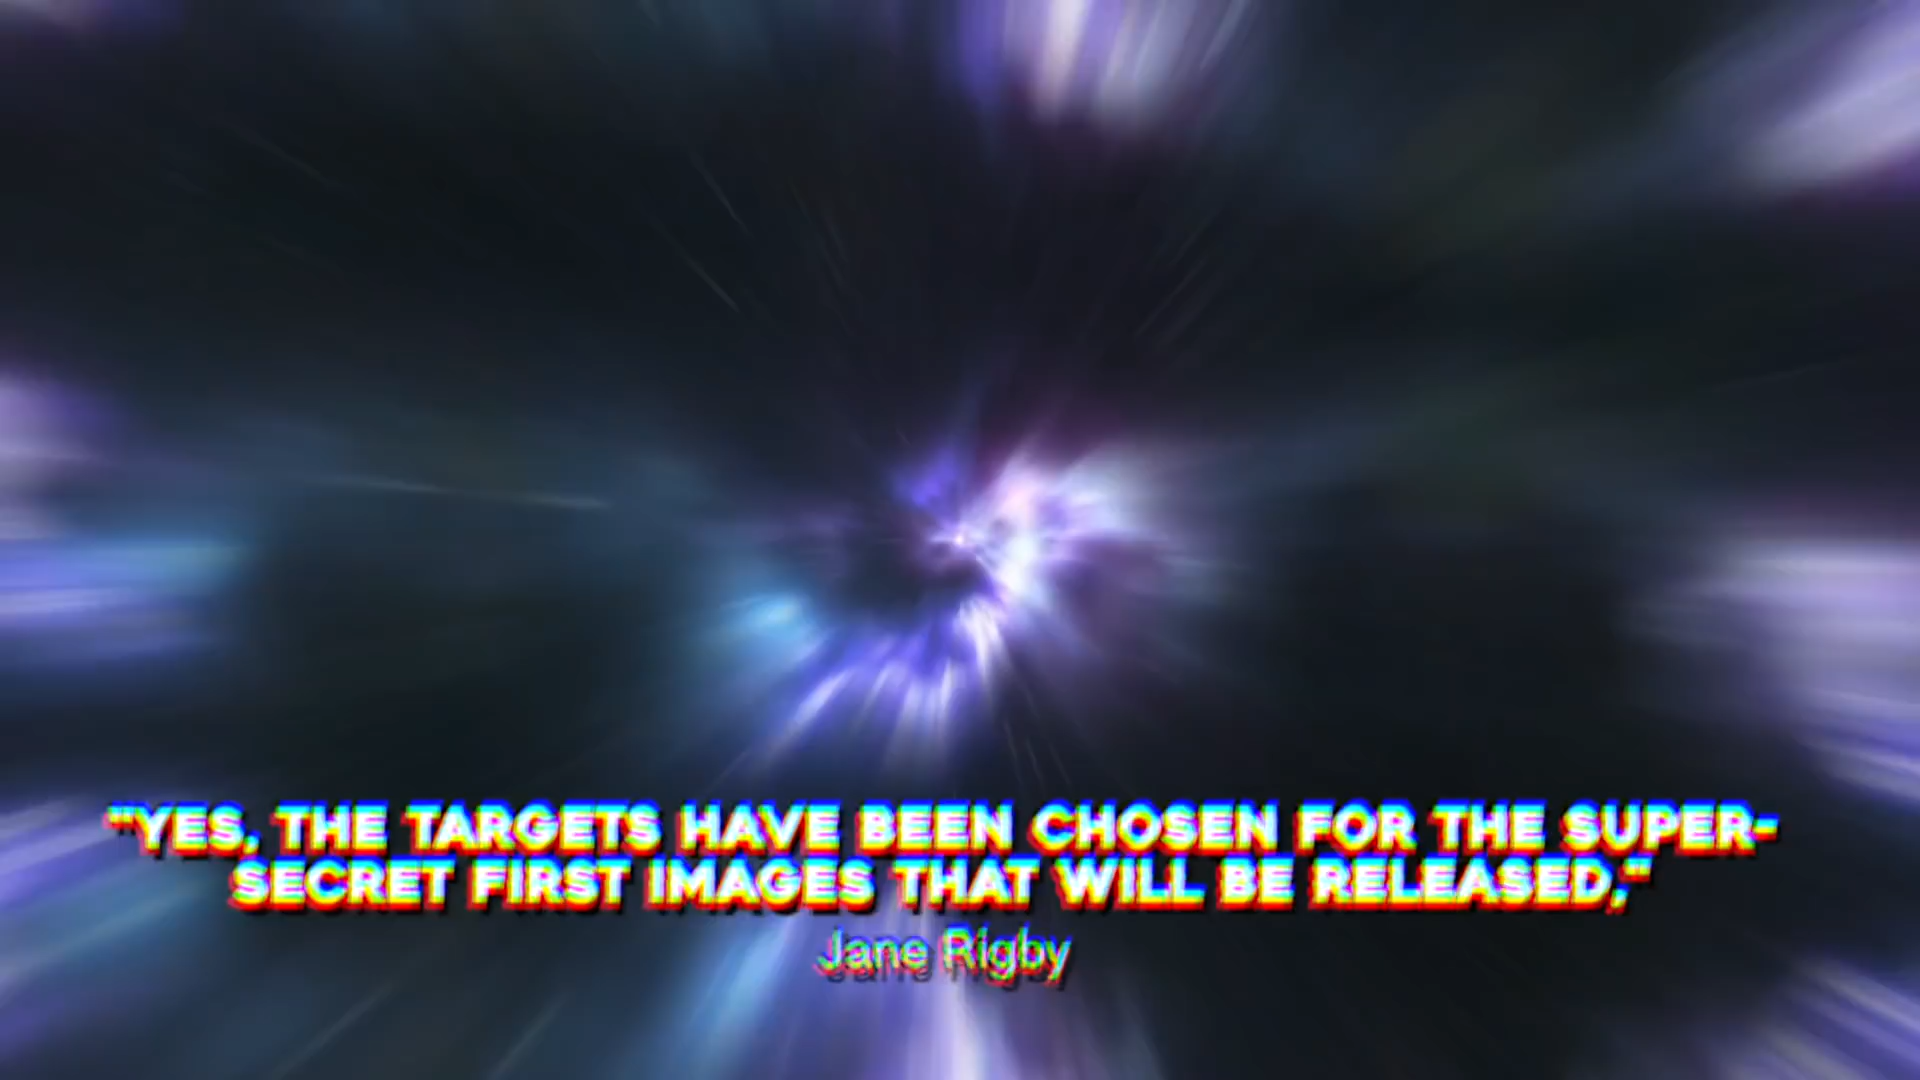 "YES, THE TARGETS HAVE BEEN CHOSEN FOR THE SUPER-
SECRET FIRST IMAGES THAT WILL BE RELEASED,"
Jane Rigby